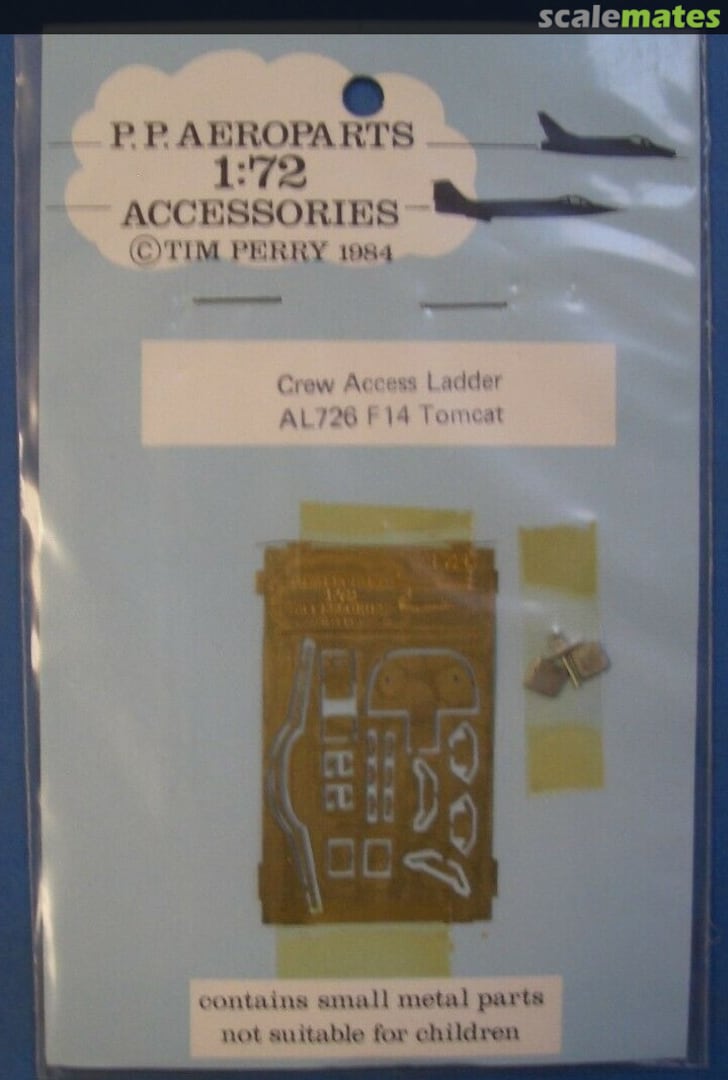 scalemates
P.P. AEROPARTS
1:72
ACCESSORIES
©TIM PERRY 1984
Crew Access Ladder
AL726 F14 Tomcat
contains small metal parts
not suitable for children